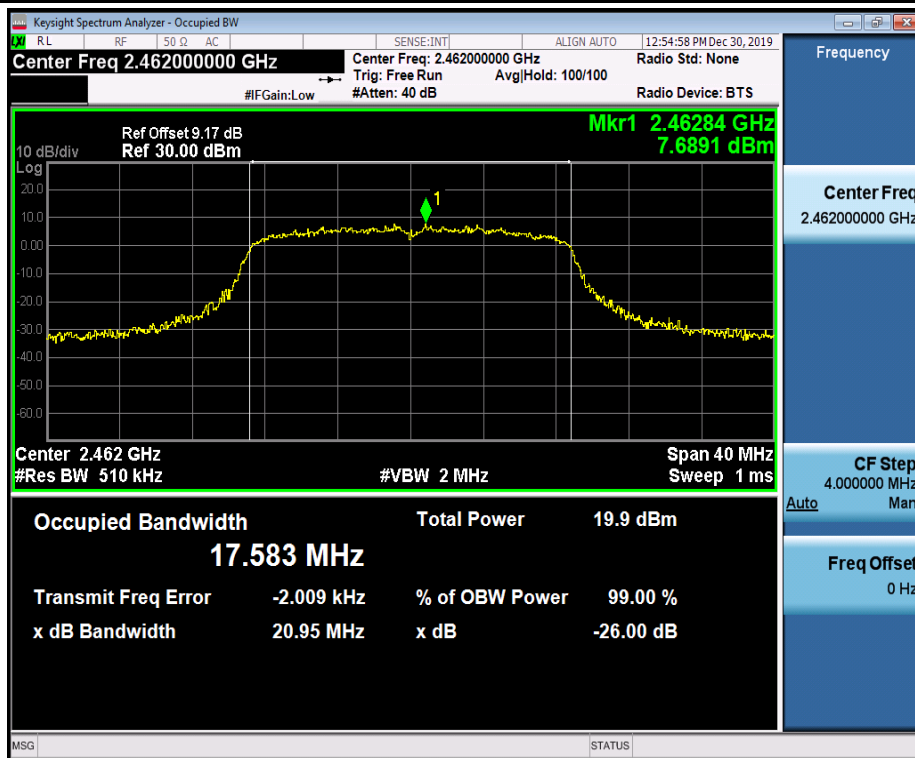 Keysight Spectrum Analyzer - Occupied BW
LXI RL RF 50 Ω AC SENSE:INT ALIGN AUTO 12:54:58 PM Dec 30, 2019
Center Freq 2.462000000 GHz
Center Freq: 2.462000000 GHz
Radio Std: None
Trig: Free Run Avg|Hold: 100/100
#IFGain:Low
#Atten: 40 dB
Radio Device: BTS
Frequency
Mkr1 2.46284 GHz
7.6891 dBm
Ref Offset 9.17 dB
10 dB/div Ref 30.00 dBm
Log
20.0
10.0
0.00
-10.0
-20.0
-30.0
-40.0
-50.0
-60.0
1
Center 2.462 GHz Span 40 MHz
#Res BW 510 kHz #VBW 2 MHz Sweep 1 ms
Center Freq
2.462000000 GHz
CF Step
4.000000 MHz
Auto Man
Freq Offset
0 Hz
Occupied Bandwidth Total Power 19.9 dBm
17.583 MHz
Transmit Freq Error -2.009 kHz % of OBW Power 99.00 %
x dB Bandwidth 20.95 MHz x dB -26.00 dB
MSG STATUS